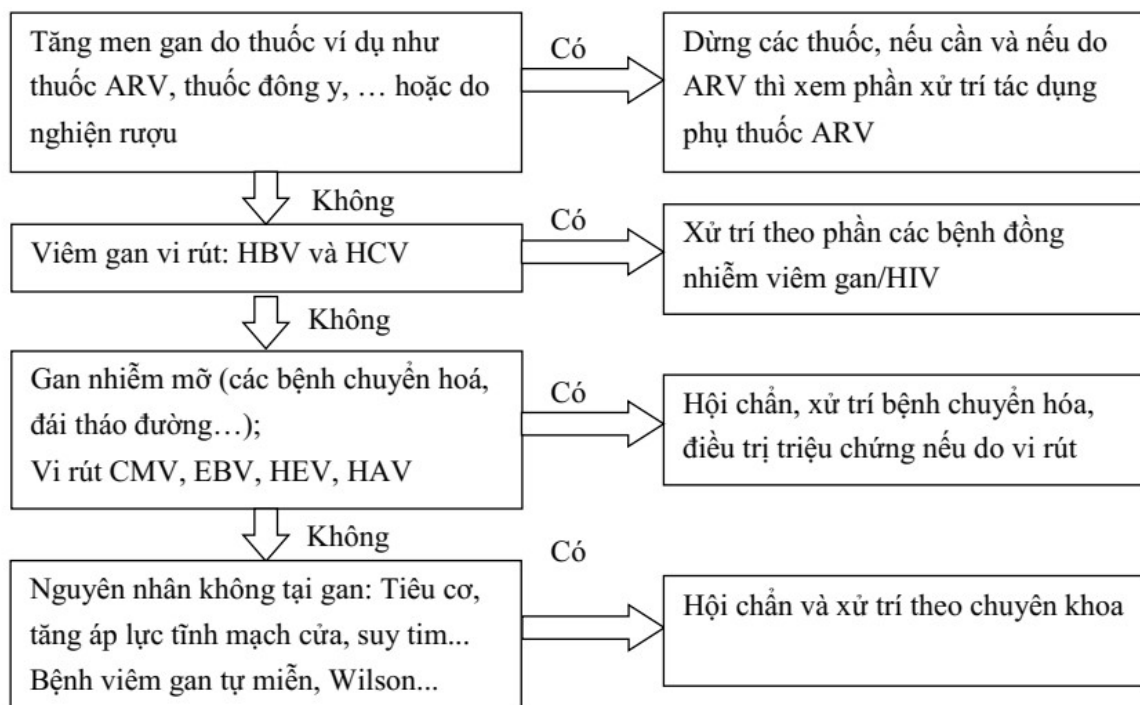 Tăng men gan do thuốc ví dụ như
thuốc ARV, thuốc đông y, … hoặc do
nghiện rượu
Có
Dừng các thuốc, nếu cần và nếu do
ARV thì xem phần xử trí tác dụng
phụ thuốc ARV
Không
Viêm gan vi rút: HBV và HCV
Có
Xử trí theo phần các bệnh đồng
nhiễm viêm gan/HIV
Không
Gan nhiễm mỡ (các bệnh chuyển hoá,
đái tháo đường…);
Vi rút CMV, EBV, HEV, HAV
Có
Hội chẩn, xử trí bệnh chuyển hóa,
điều trị triệu chứng nếu do vi rút
Không
Nguyên nhân không tại gan: Tiêu cơ,
tăng áp lực tĩnh mạch cửa, suy tim...
Bệnh viêm gan tự miễn, Wilson...
Có
Hội chẩn và xử trí theo chuyên khoa